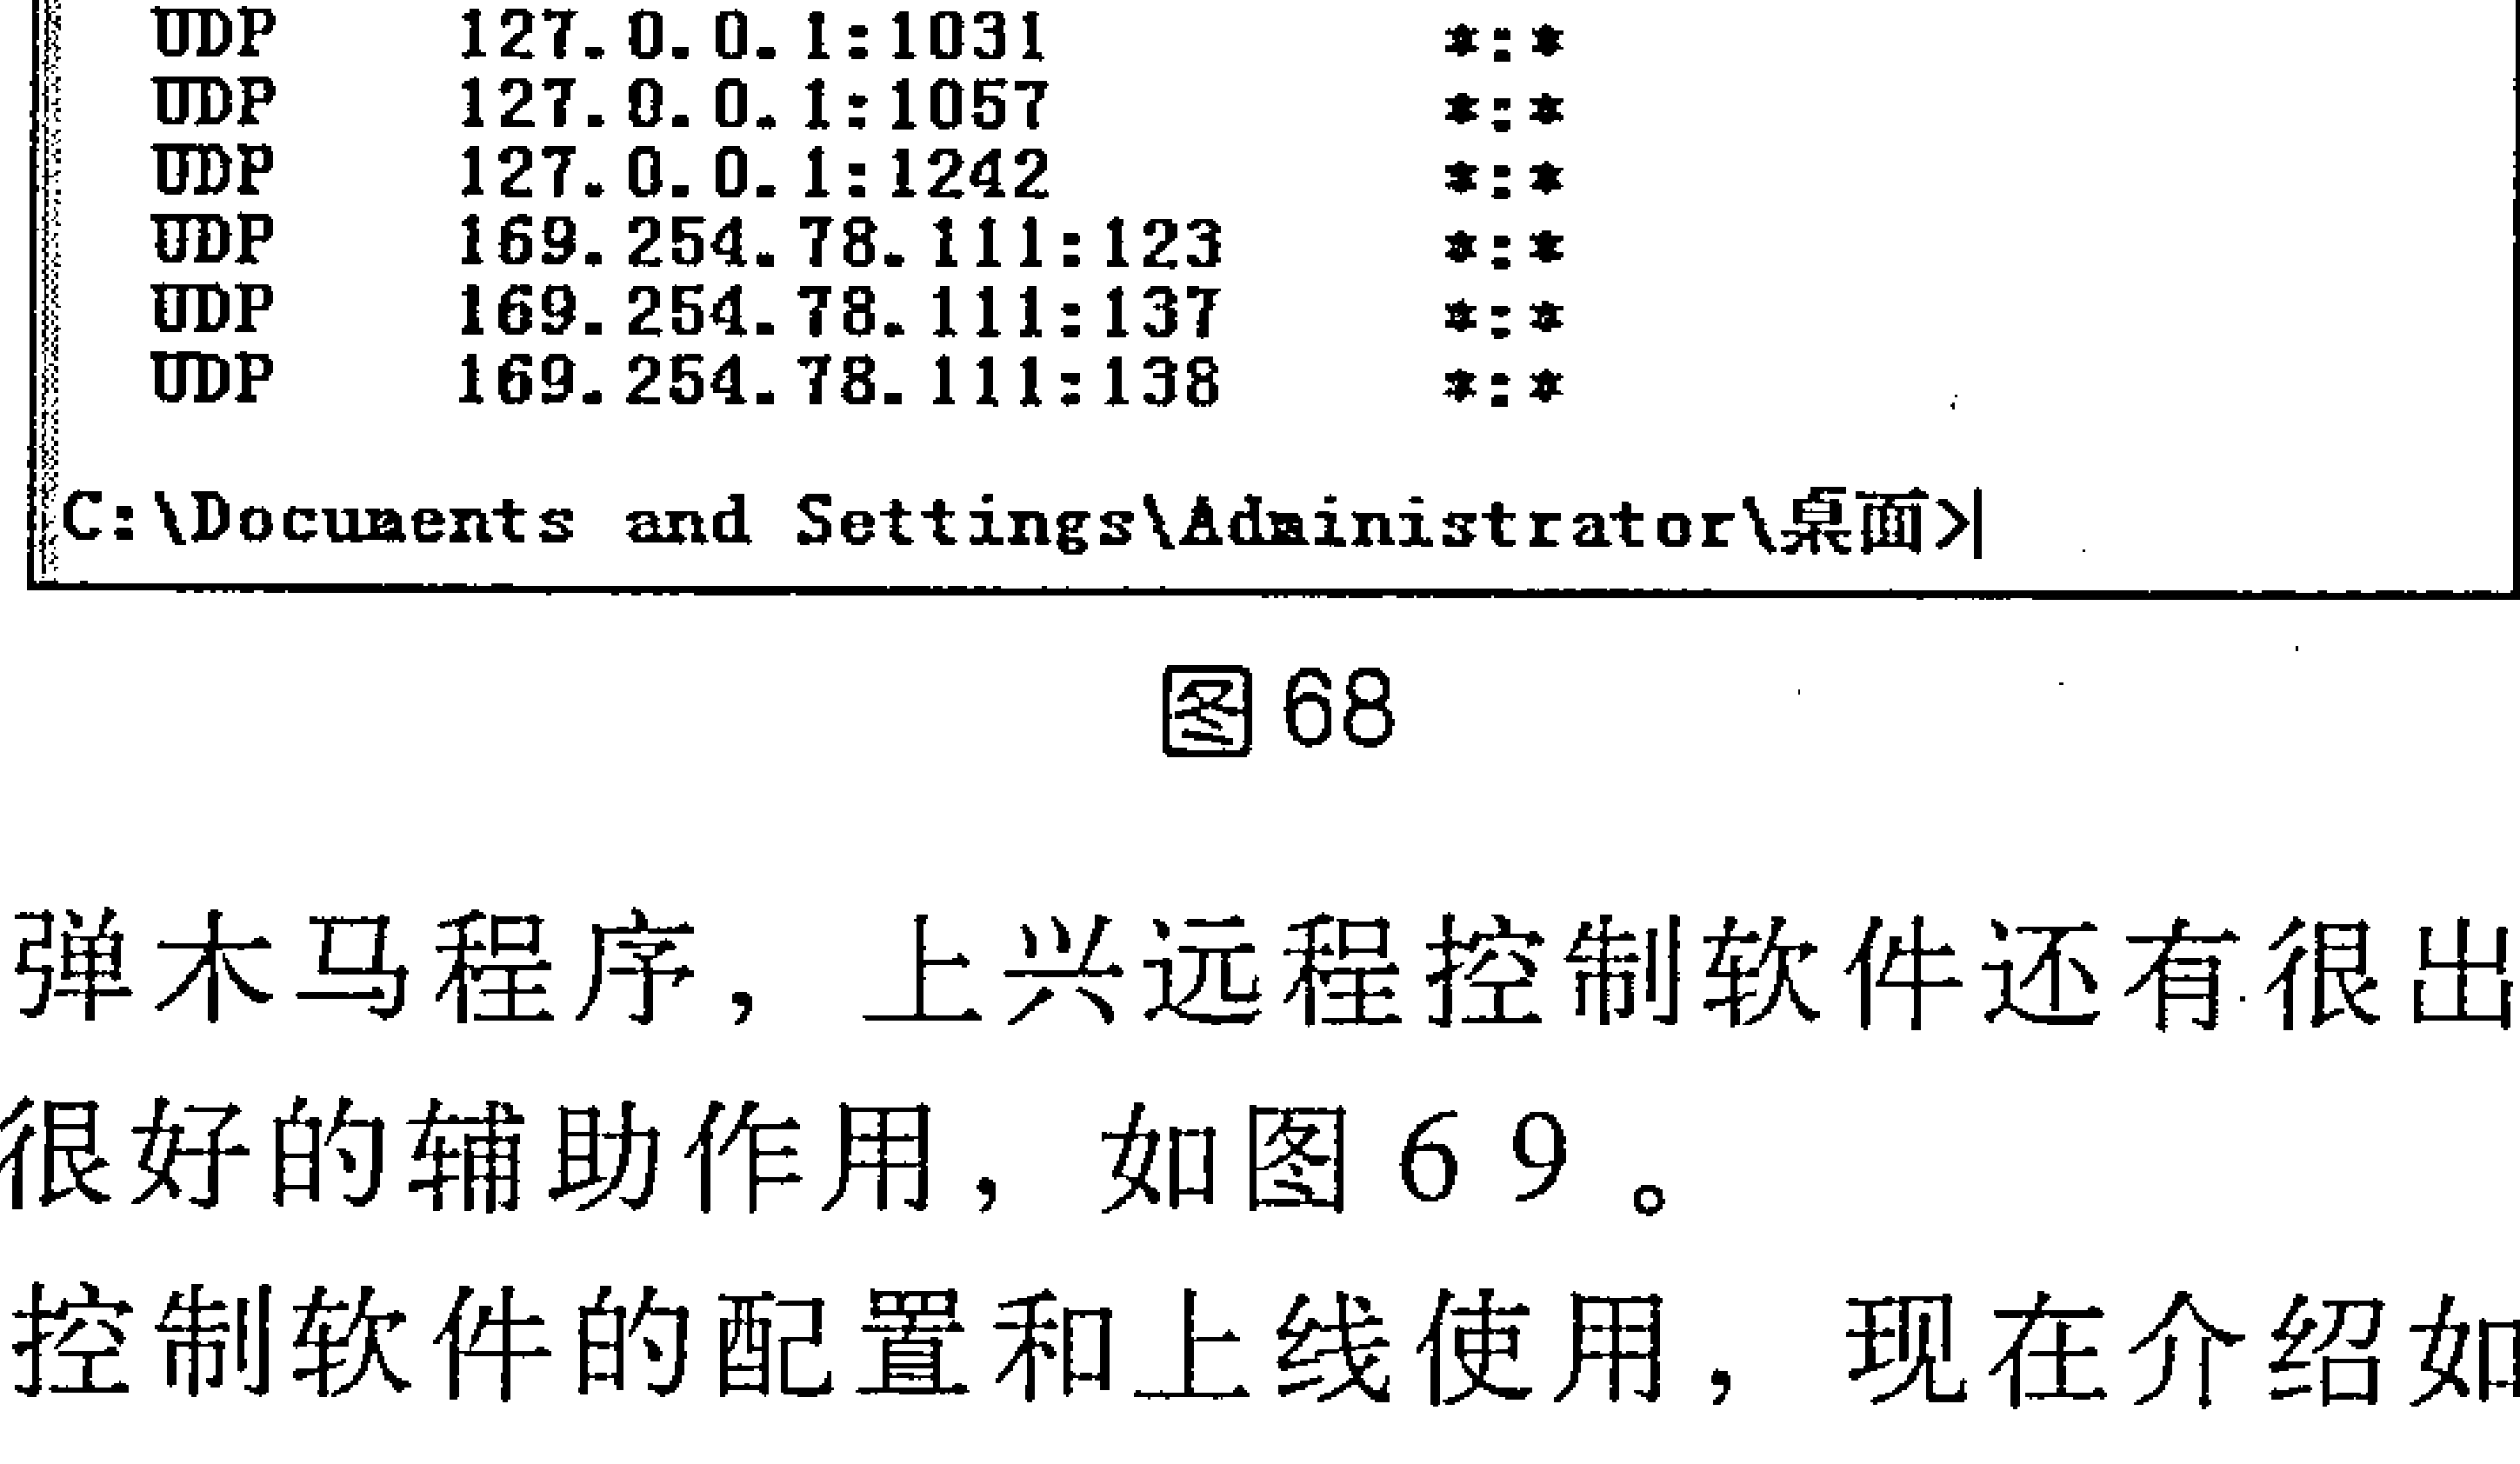 UDP 127.0.0.1:1031 *:*
UDP 127.0.0.1:1057 *:*
UDP 127.0.0.1:1242 *:*
UDP 169.254.78.111:123 *:*
UDP 169.254.78.111:137 *:*
UDP 169.254.78.111:138 *:*
C:\Documents and Settings\Administrator\桌面>
图68
弹木马程序，上兴远程控制软件还有很出
很好的辅助作用，如图69。
控制软件的配置和上线使用，现在介绍如